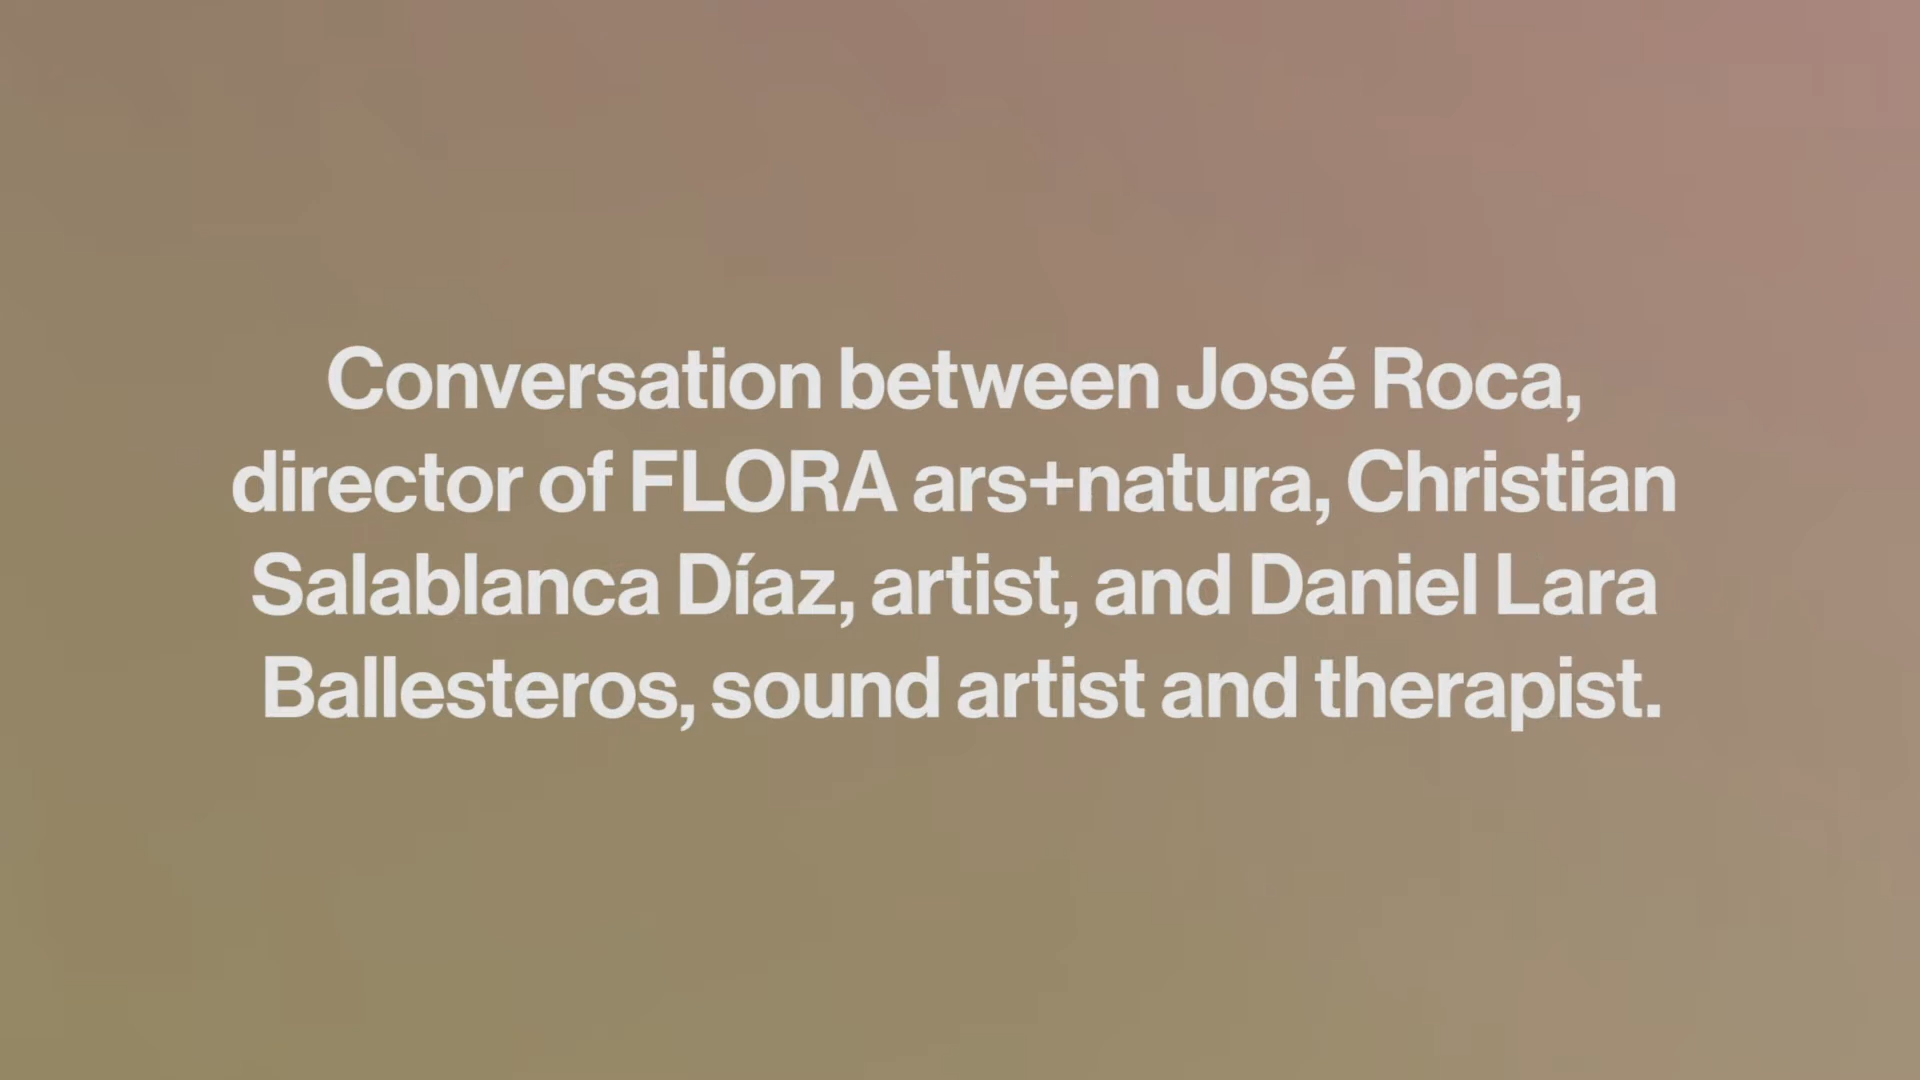 Conversation between José Roca,
director of FLORA ars+natura, Christian
Salablanca Díaz, artist, and Daniel Lara
Ballesteros, sound artist and therapist.